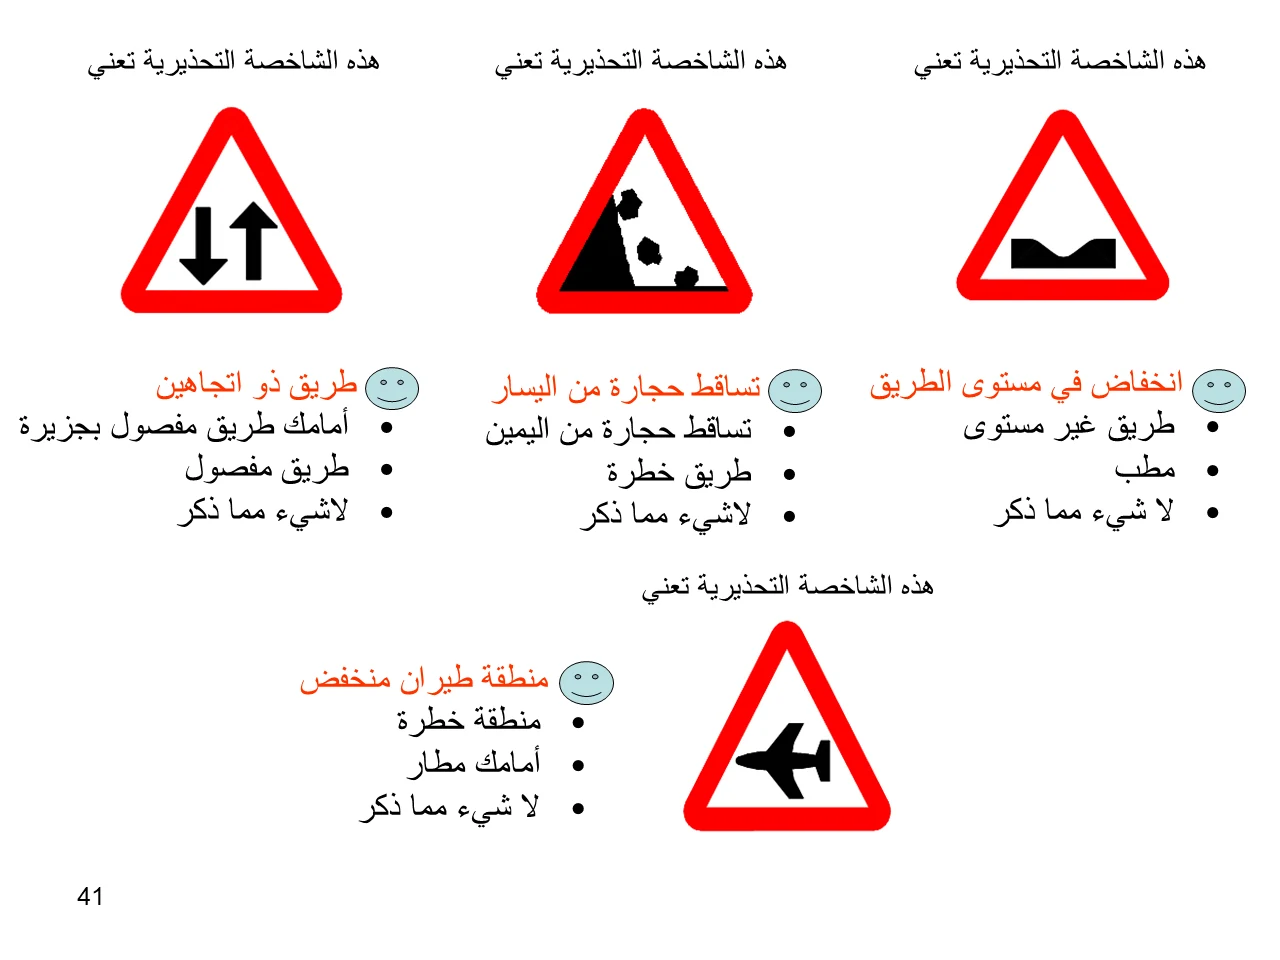 هذه الشاخصة التحذيرية تعني
انخفاض في مستوى الطريق
• طريق غير مستوى
• مطب
• لا شيء مما ذكر
هذه الشاخصة التحذيرية تعني
تساقط حجارة من اليسار
• تساقط حجارة من اليمين
• طريق خطرة
• لاشيء مما ذكر
هذه الشاخصة التحذيرية تعني
طريق ذو اتجاهين
• أمامك طريق مفصول بجزيرة
• طريق مفصول
• لاشيء مما ذكر
هذه الشاخصة التحذيرية تعني
منطقة طيران منخفض
• منطقة خطرة
• أمامك مطار
• لا شيء مما ذكر
41